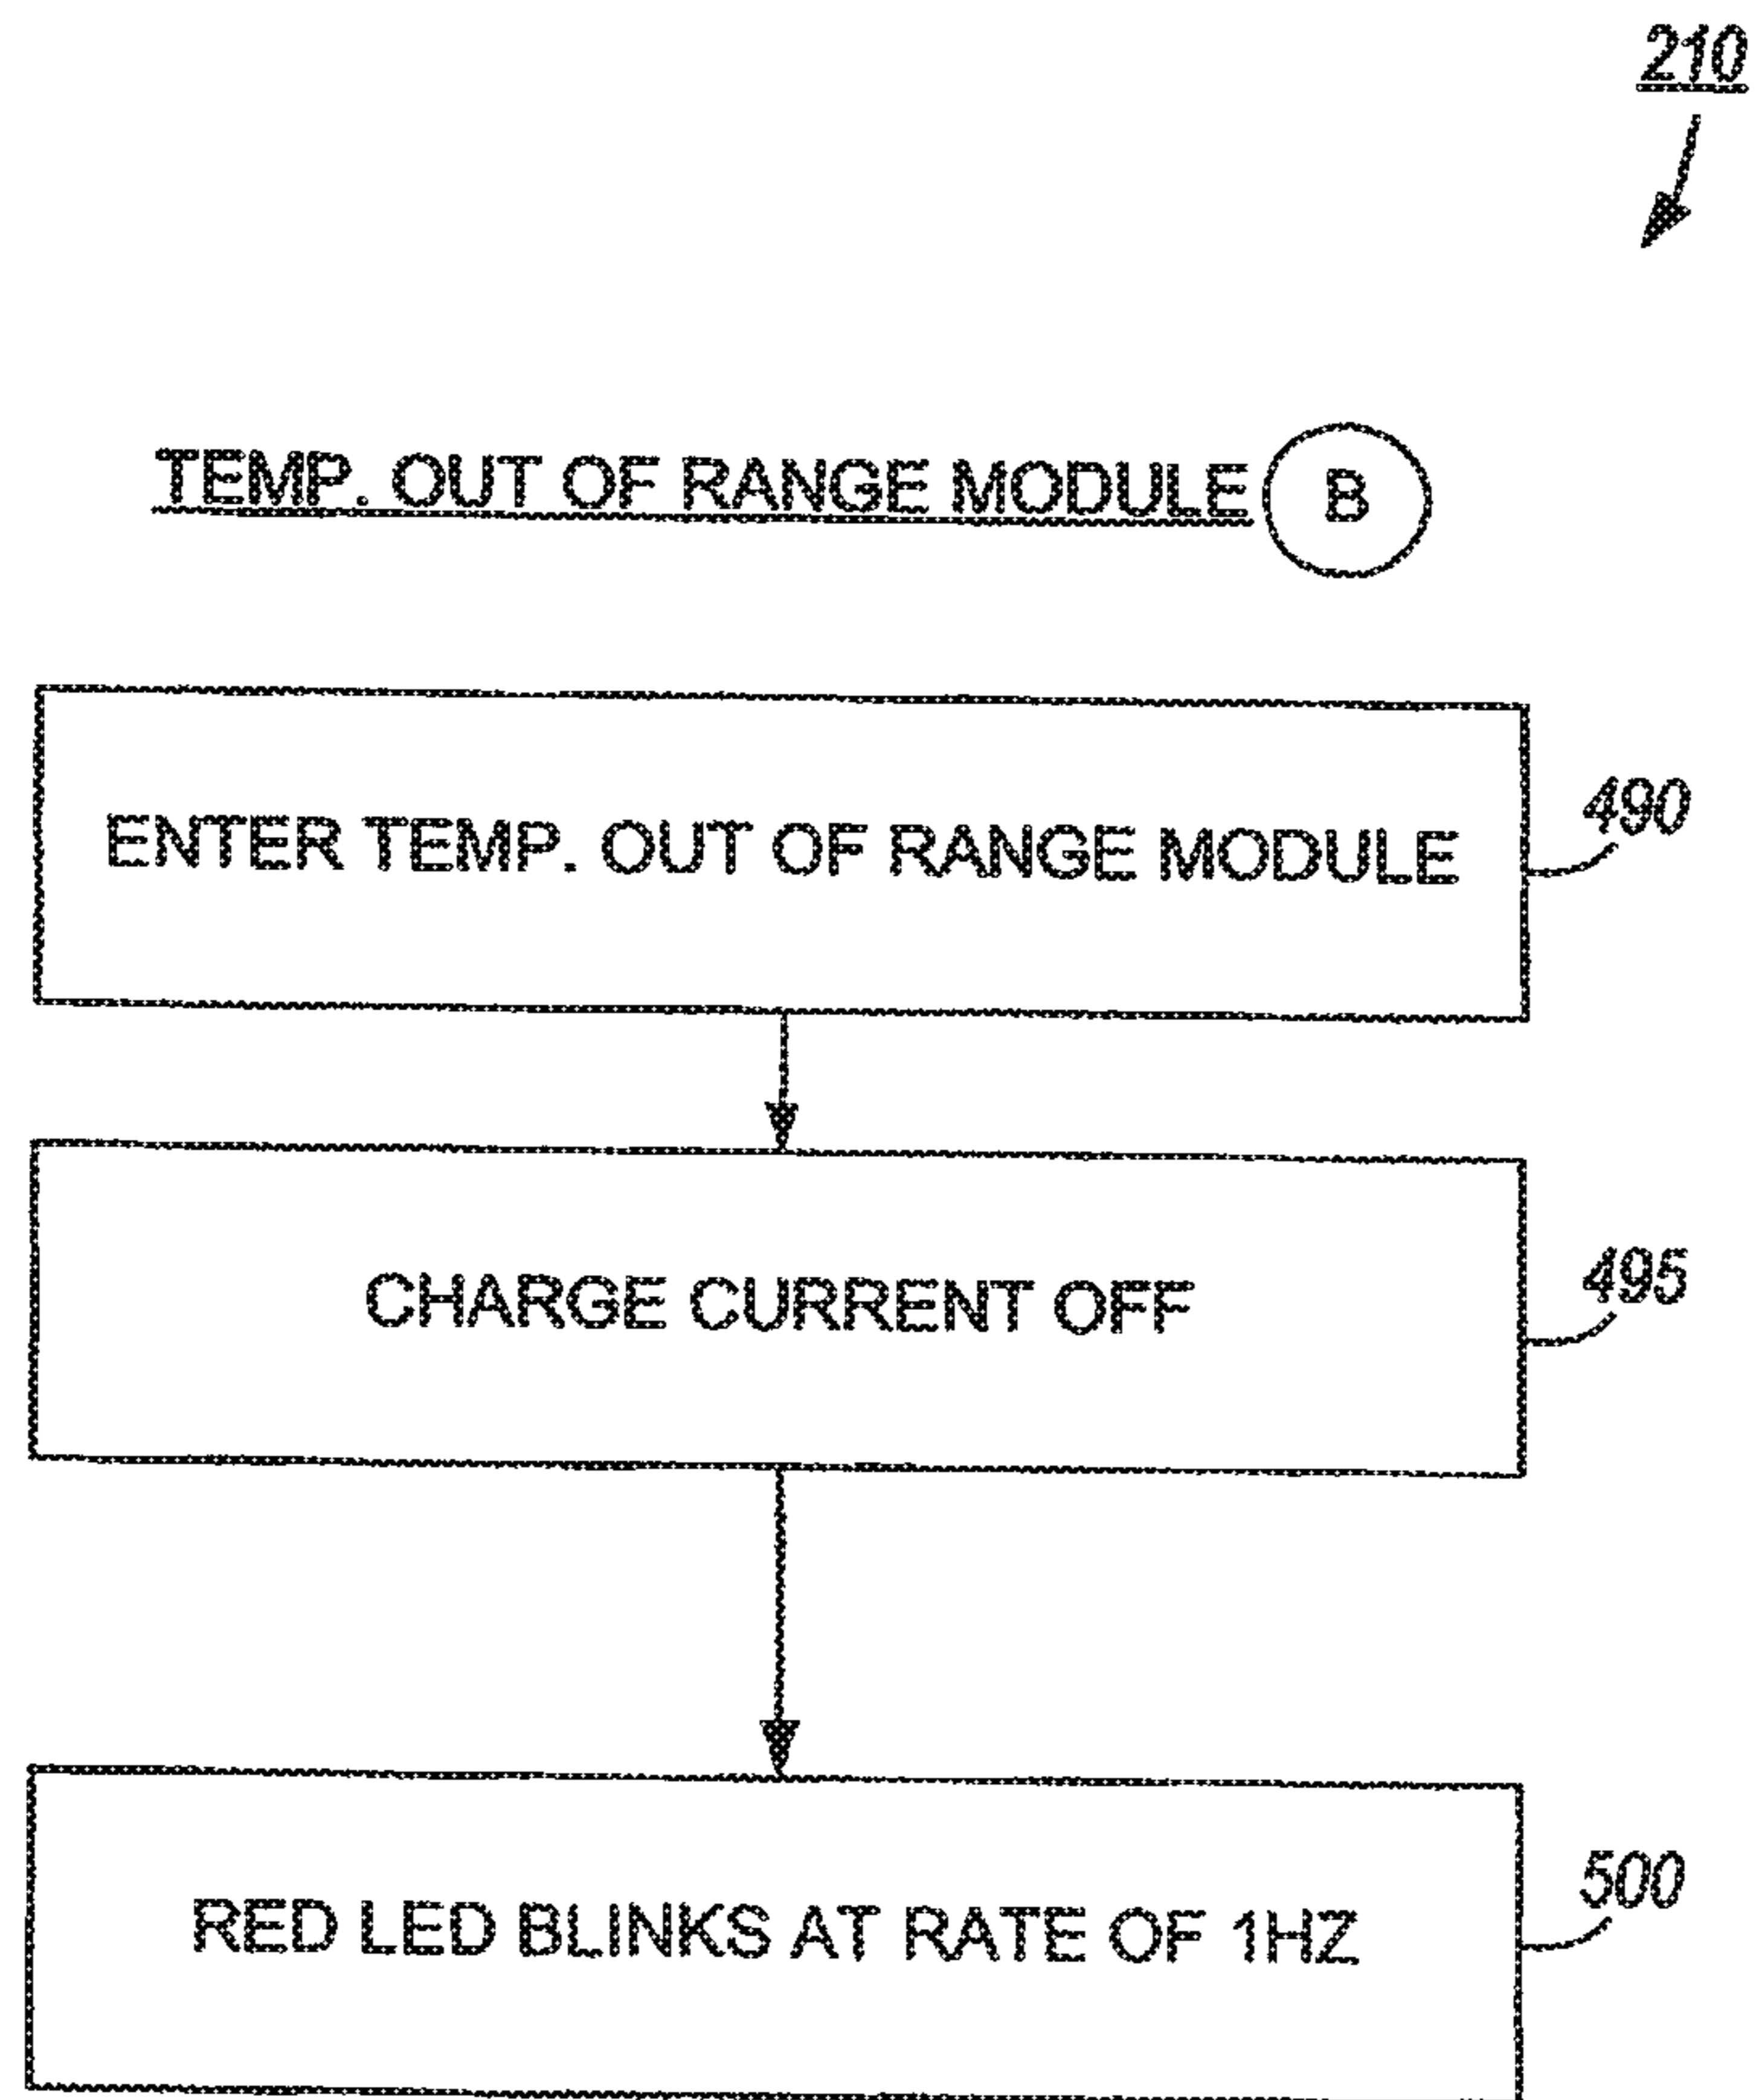 210
TEMP. OUT OF RANGE MODULE B
ENTER TEMP. OUT OF RANGE MODULE
490
CHARGE CURRENT OFF
495
RED LED BLINKS AT RATE OF 1HZ
500